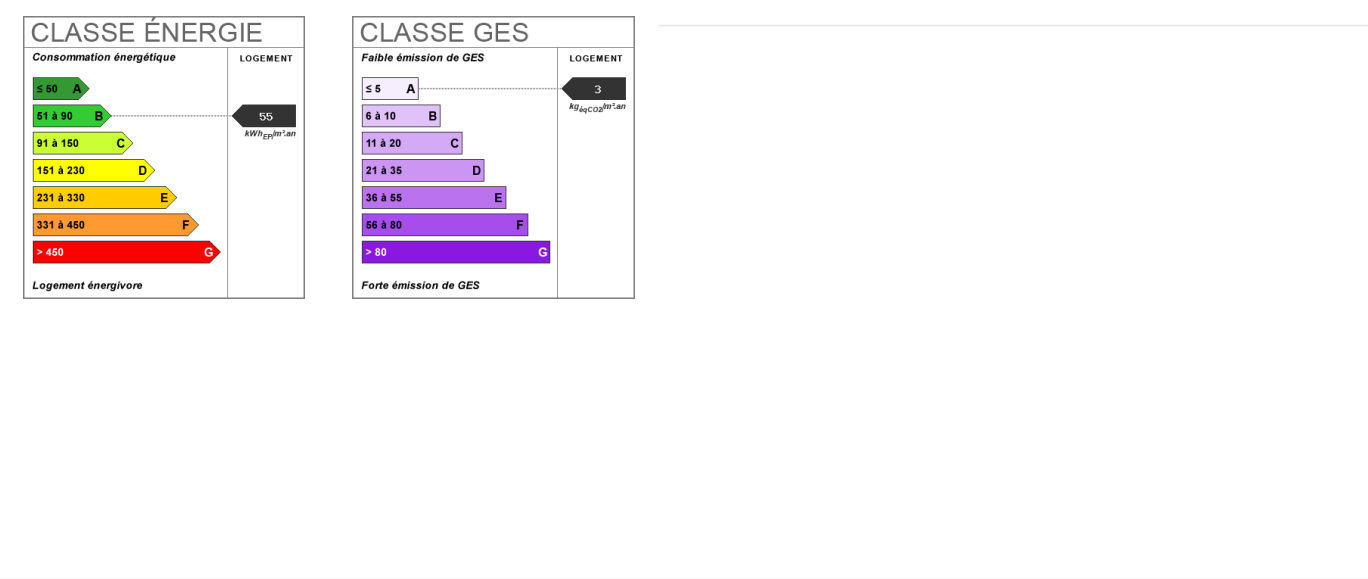 CLASSE ÉNERGIE
Consommation énergétique
LOGEMENT
≤ 50 A
51 à 90 B
55
kWhEP/m².an
91 à 150 C
151 à 230 D
231 à 330 E
331 à 450 F
> 450 G
Logement énergivore
CLASSE GES
Faible émission de GES
LOGEMENT
≤ 5 A
3
kgéqCO2/m².an
6 à 10 B
11 à 20 C
21 à 35 D
36 à 55 E
56 à 80 F
> 80 G
Forte émission de GES